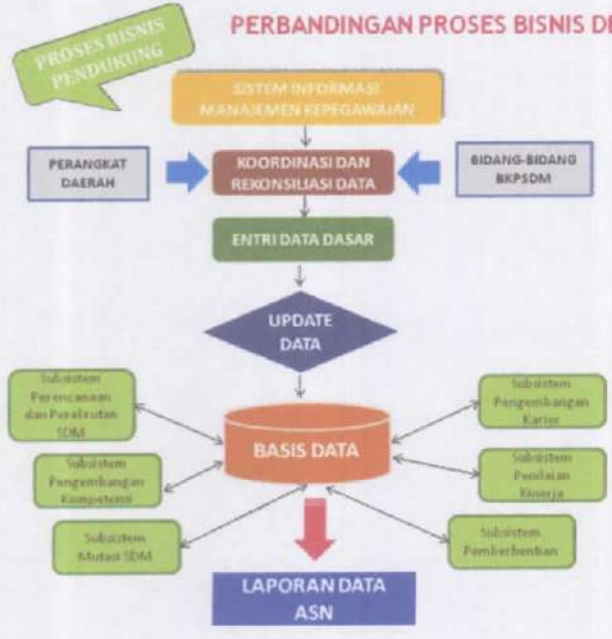 PERBANDINGAN PROSES BISNIS DE
PROSES BISNIS
PENDUKUNG
SISTEM INFORMASI
MANAJEMEN KEPEGAWAIAN
PERANGKAT
DAERAH
KOORDINASI DAN
REKONSILIASI DATA
BIDANG-BIDANG
BKPSDM
ENTRI DATA DASAR
UPDATE
DATA
Subsistem
Perencanaan
dan Perekrutan
SDM
Subsistem
Pengembangan
Karier
BASIS DATA
Subsistem
Pengembangan
Kompetensi
Subsistem
Penilaian
Kinerja
Subsistem
Mutasi SDM
Subsistem
Pemberhentian
LAPORAN DATA
ASN